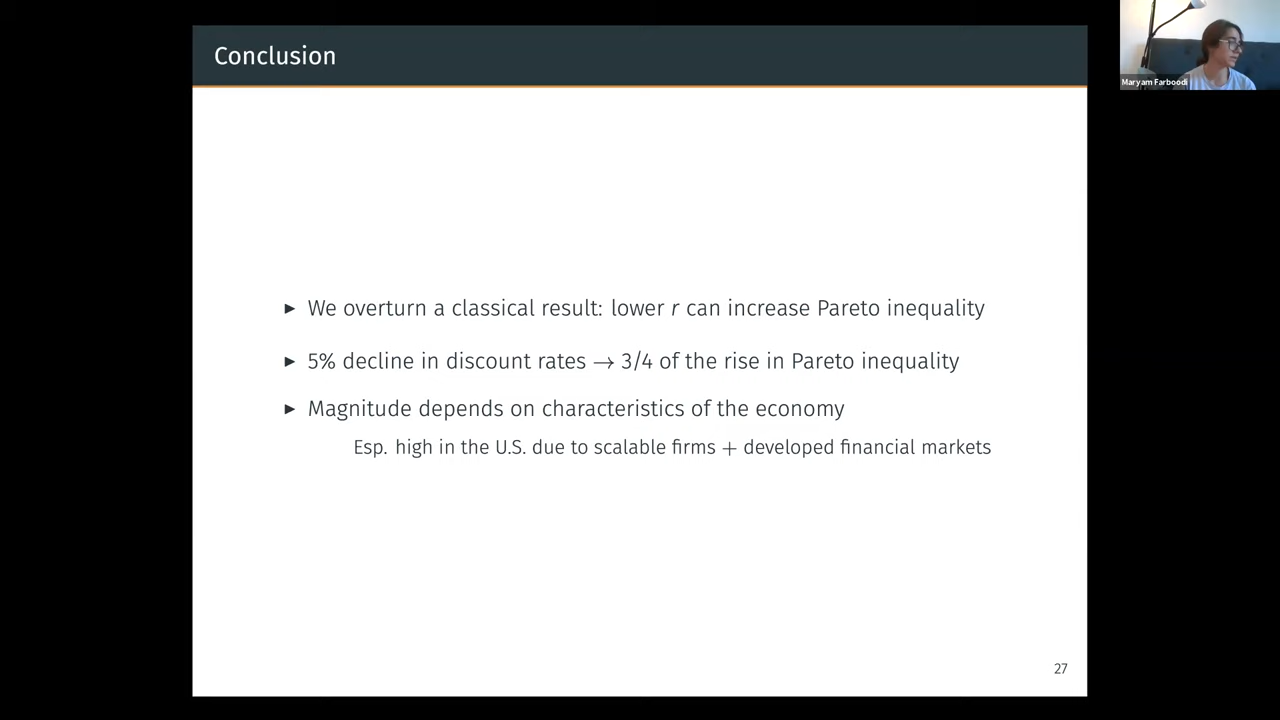 Conclusion
Maryam Farboodi
▶ We overturn a classical result: lower r can increase Pareto inequality
▶ 5% decline in discount rates → 3/4 of the rise in Pareto inequality
▶ Magnitude depends on characteristics of the economy
Esp. high in the U.S. due to scalable firms + developed financial markets
27